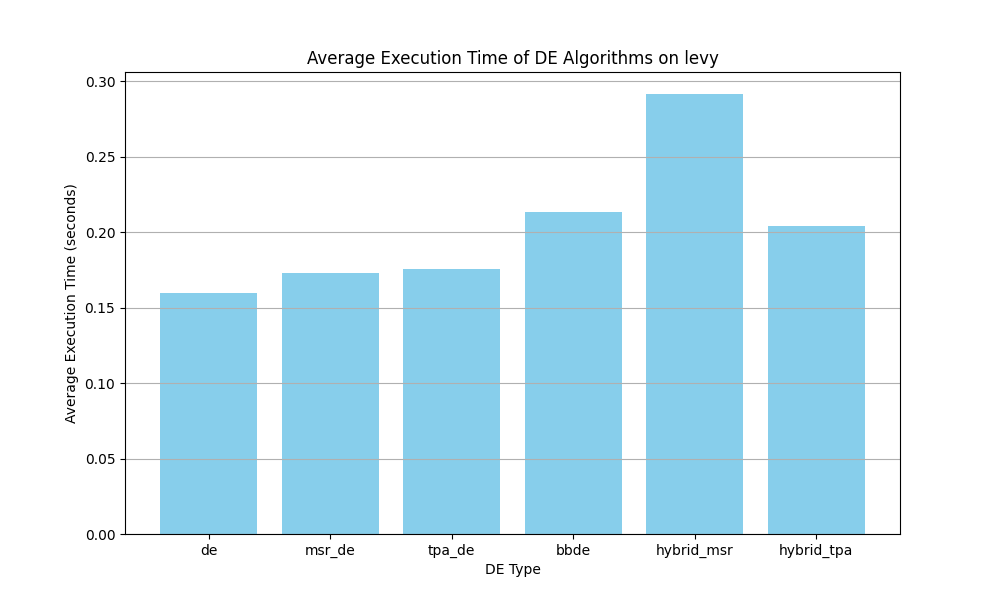 Average Execution Time of DE Algorithms on levy
Average Execution Time (seconds)
0.30
0.25
0.20
0.15
0.10
0.05
0.00
de msr_de tpa_de bbde hybrid_msr hybrid_tpa
DE Type